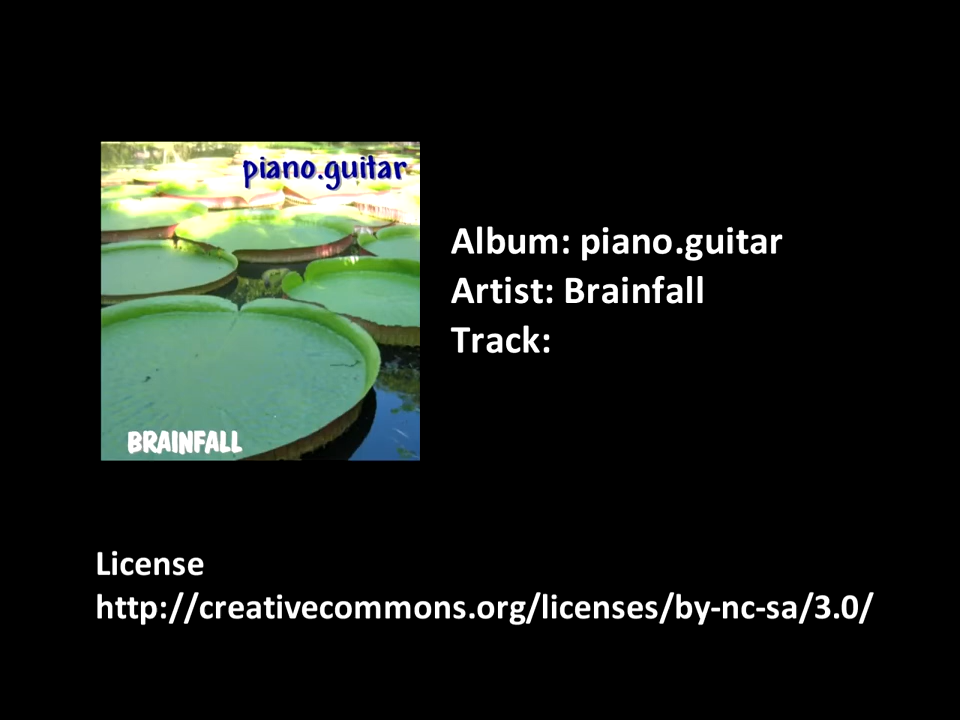 piano.guitar
BRAINFALL
Album: piano.guitar
Artist: Brainfall
Track:
License
http://creativecommons.org/licenses/by-nc-sa/3.0/